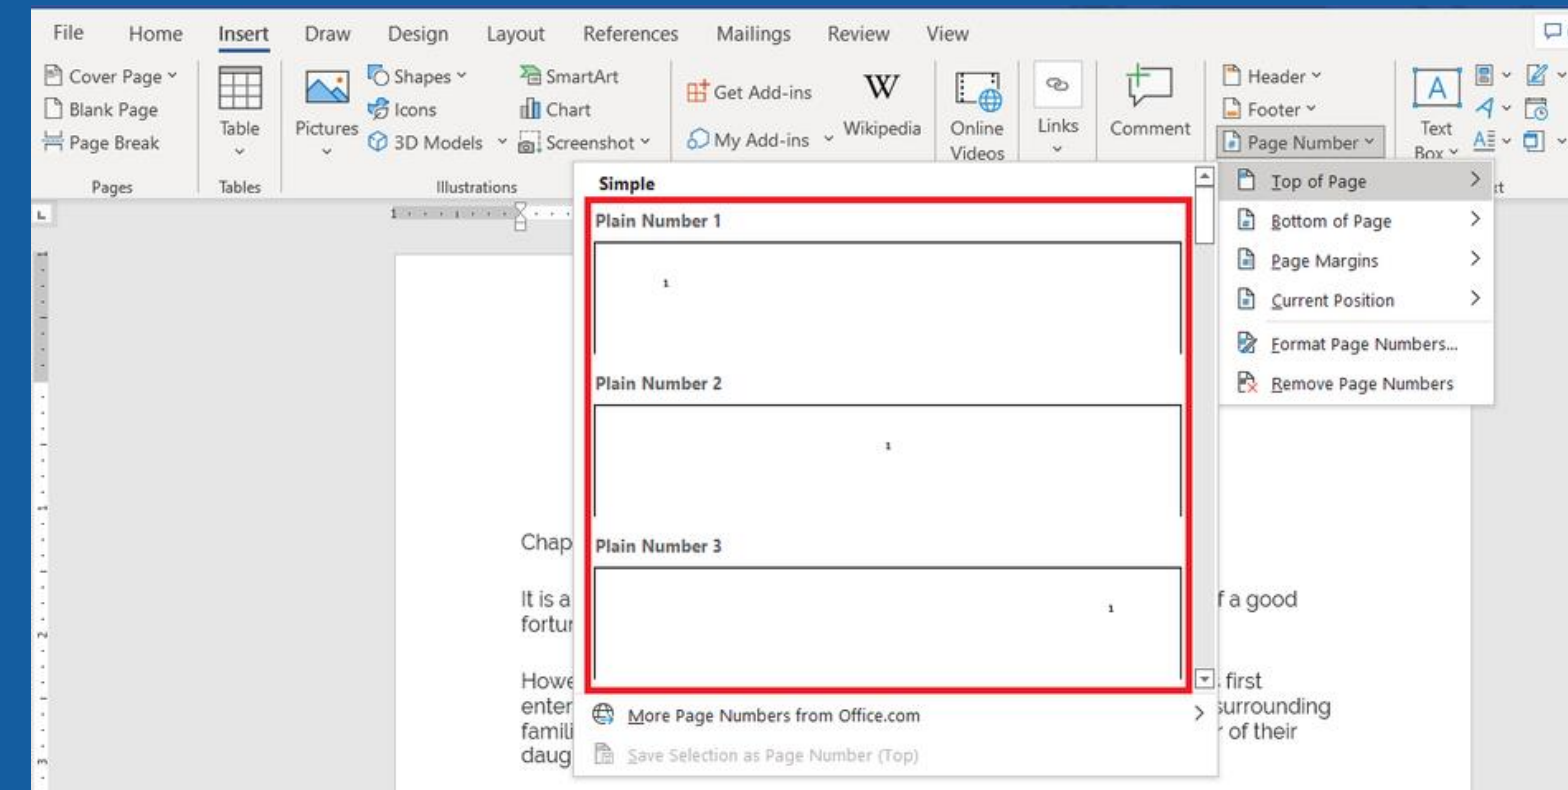 File Home Insert Draw Design Layout References Mailings Review View
Cover Page
Blank Page
Page Break
Pages
Table
Tables
Pictures
Shapes
Icons
3D Models
SmartArt
Chart
Screenshot
Illustrations
Get Add-ins
My Add-ins
W
Wikipedia
Online
Videos
Links
Comment
Header
Footer
Page Number
A
Text
Box
Top of Page
Bottom of Page
Page Margins
Current Position
Format Page Numbers...
Remove Page Numbers
Simple
Plain Number 1
1
Plain Number 2
1
Plain Number 3
1
More Page Numbers from Office.com
Save Selection as Page Number (Top)
Chap
It is a f a good
fortu
Howe first
enter surrounding
famili of their
daug